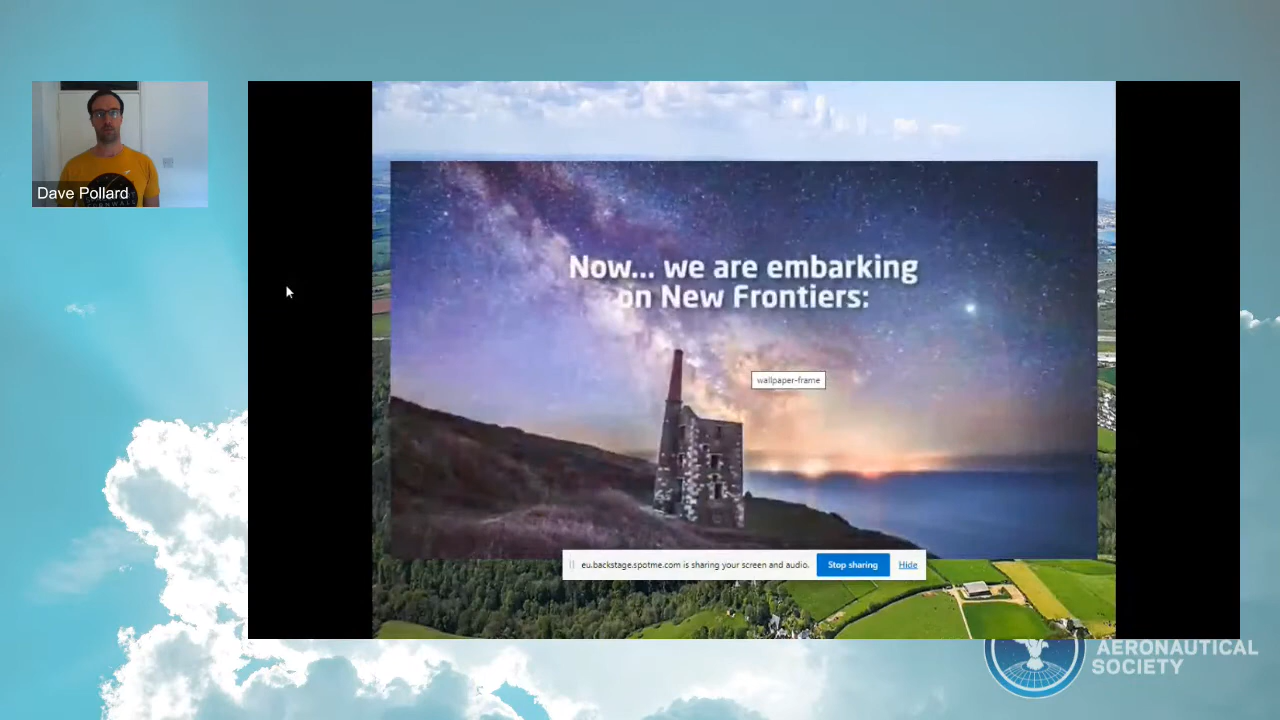 Dave Pollard
Now... we are embarking
on New Frontiers:
wallpaper-frame
eu.backstage.spotme.com is sharing your screen and audio.
Stop sharing
Hide
AERONAUTICAL
SOCIETY